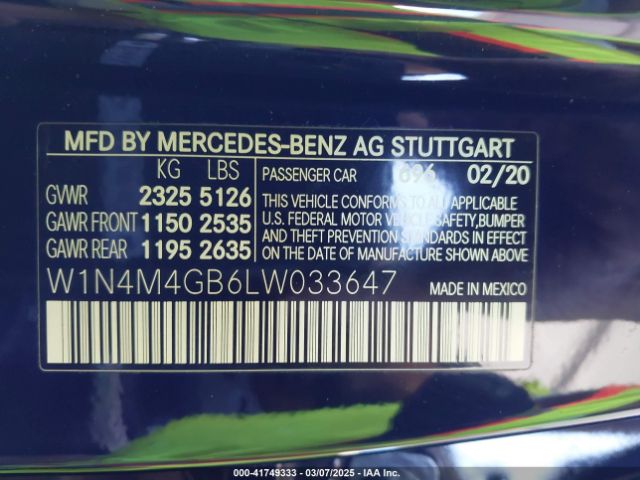 MFD BY MERCEDES-BENZ AG STUTTGART
KG LBS
GVWR 2325 5126
GAWR FRONT 1150 2535
GAWR REAR 1195 2635
PASSENGER CAR 696 02/20
THIS VEHICLE CONFORMS TO ALL APPLICABLE
U.S. FEDERAL MOTOR VEHICLE SAFETY, BUMPER
AND THEFT PREVENTION STANDARDS IN EFFECT
ON THE DATE OF MANUFACTURE SHOWN ABOVE.
W1N4M4GB6LW033647
MADE IN MEXICO
000-41749333 — 03/07/2025 — IAA Inc.